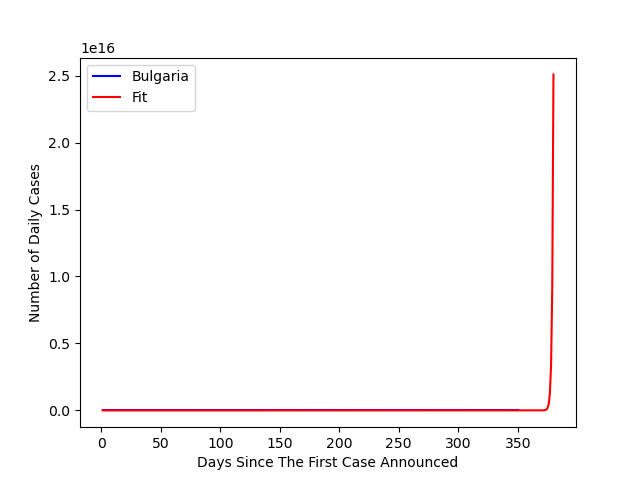 1e16
Bulgaria
Fit
2.5
2.0
1.5
1.0
0.5
0.0
Number of Daily Cases
0 50 100 150 200 250 300 350
Days Since The First Case Announced